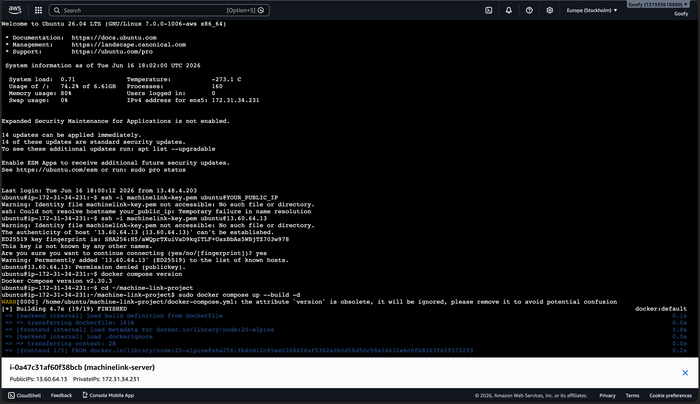 aws
Search
[Option+S]
Europe (Stockholm)
Goofy
Goofy
Welcome to Ubuntu 26.04 LTS (GNU/Linux 7.0.0-1006-aws x86_64)
* Documentation: https://docs.ubuntu.com
* Management: https://landscape.canonical.com
* Support: https://ubuntu.com/pro
System information as of Tue Jun 16 18:02:00 UTC 2026
System load: 0.71 Temperature: -273.1 C
Usage of /: 74.2% of 6.61GB Processes: 160
Memory usage: 80% Users logged in: 0
Swap usage: 0% IPv4 address for ens5: 172.31.34.231
Expanded Security Maintenance for Applications is not enabled.
14 updates can be applied immediately.
14 of these updates are standard security updates.
To see these additional updates run: apt list --upgradable
Enable ESM Apps to receive additional future security updates.
See https://ubuntu.com/esm or run: sudo pro status
Last login: Tue Jun 16 18:00:12 2026 from 13.48.4.203
ubuntu@ip-172-31-34-231:~$ ssh -i machinelink-key.pem ubuntu@YOUR_PUBLIC_IP
Warning: Identity file machinelink-key.pem not accessible: No such file or directory.
ssh: Could not resolve hostname your_public_ip: Temporary failure in name resolution
ubuntu@ip-172-31-34-231:~$ ssh -i machinelink-key.pem ubuntu@13.60.64.13
Warning: Identity file machinelink-key.pem not accessible: No such file or directory.
The authenticity of host '13.60.64.13 (13.60.64.13)' can't be established.
ED25519 key fingerprint is:
This key is not known by any other names.
Are you sure you want to continue connecting (yes/no/[fingerprint])? yes
Warning: Permanently added '13.60.64.13' (ED25519) to the list of known hosts.
ubuntu@13.60.64.13: Permission denied (publickey).
ubuntu@ip-172-31-34-231:~$ docker compose version
Docker Compose version v2.30.3
ubuntu@ip-172-31-34-231:~$ cd ~/machine-link-project
ubuntu@ip-172-31-34-231:~/machine-link-project$ sudo docker compose up --build -d
WARN[0000] /home/ubuntu/machine-link-project/docker-compose.yml: the attribute `version` is obsolete, it will be ignored, please remove it to avoid potential confusion
[+] Building 4.7s (19/19) FINISHED docker:default
=> [backend internal] load build definition from Dockerfile 0.1s
=> => transferring dockerfile: 161B 0.0s
=> [frontend internal] load metadata for docker.io/library/node:20-alpine 1.8s
=> [backend internal] load .dockerignore 0.0s
=> => transferring context: 2B 0.0s
=> [frontend 1/5] FROM docker.io/library/node:20-alpine 0.2s
i-0a47c31af60f38bcb (machinelink-server)
PublicIPs: 13.60.64.13 PrivateIPs: 172.31.34.231
CloudShell Feedback Console Mobile App © 2026, Amazon Web Services, Inc. or its affiliates. Privacy Terms Cookie preferences